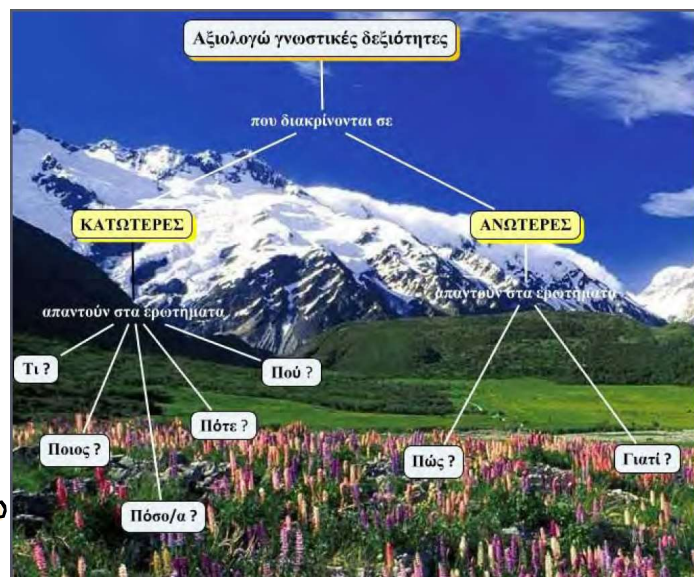 Αξιολογώ γνωστικές δεξιότητες
που διακρίνονται σε
ΚΑΤΩΤΕΡΕΣ
ΑΝΩΤΕΡΕΣ
απαντούν στα ερωτήματα
απαντούν στα ερωτήματα
Τι ?
Πού ?
Πότε ?
Ποιος ?
Πώς ?
Γιατί ?
Πόσο/α ?